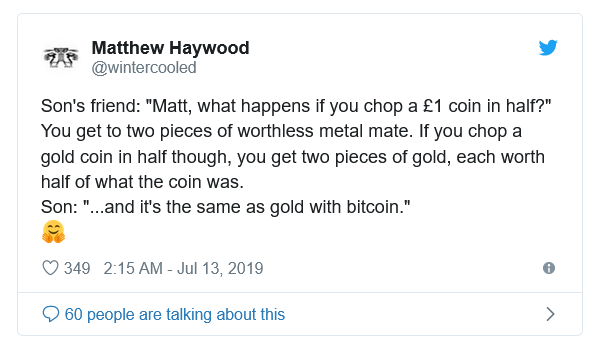 Matthew Haywood
@wintercooled
Son's friend: "Matt, what happens if you chop a £1 coin in half?"
You get to two pieces of worthless metal mate. If you chop a
gold coin in half though, you get two pieces of gold, each worth
half of what the coin was.
Son: "...and it's the same as gold with bitcoin."
🤗
349 2:15 AM - Jul 13, 2019
60 people are talking about this